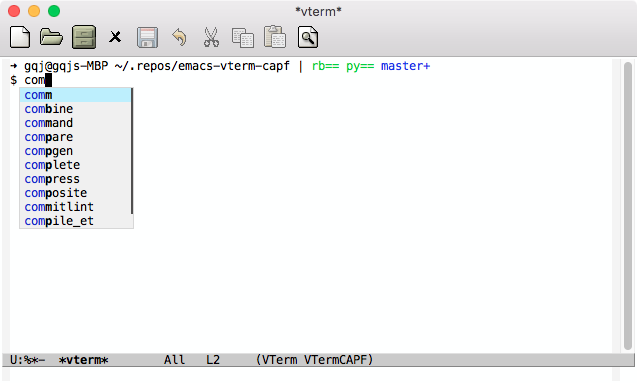 *vterm*
➜ gqj@gqjs-MBP ~/.repos/emacs-vterm-capf | rb== py== master+
$ com
comm
combine
command
compare
compgen
complete
compress
composite
commitlint
compile_et
U:%*- *vterm* All L2 (VTerm VTermCAPF)